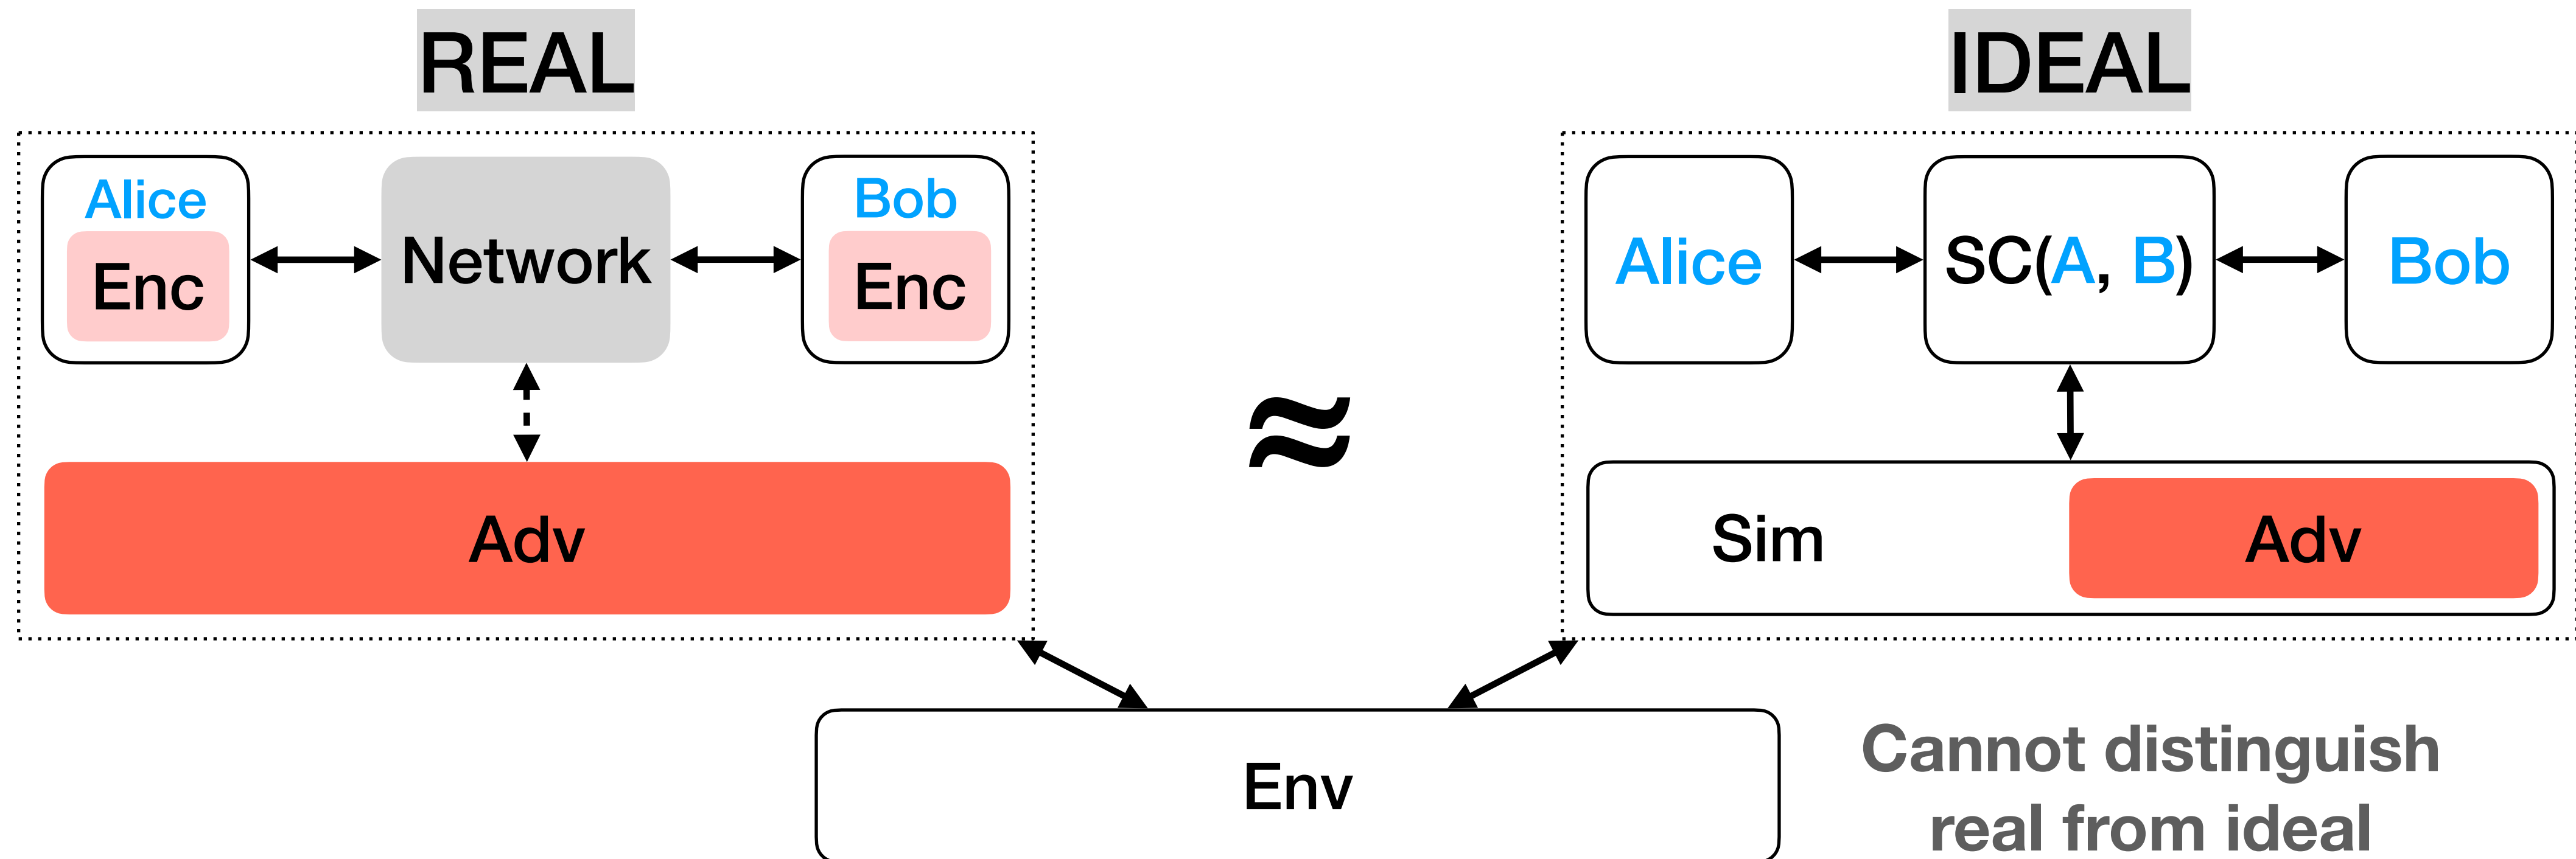 REAL
IDEAL
Alice
Enc
Network
Bob
Enc
Alice
SC(A, B)
Bob
≈
Adv
Sim
Adv
Env
Cannot distinguish
real from ideal